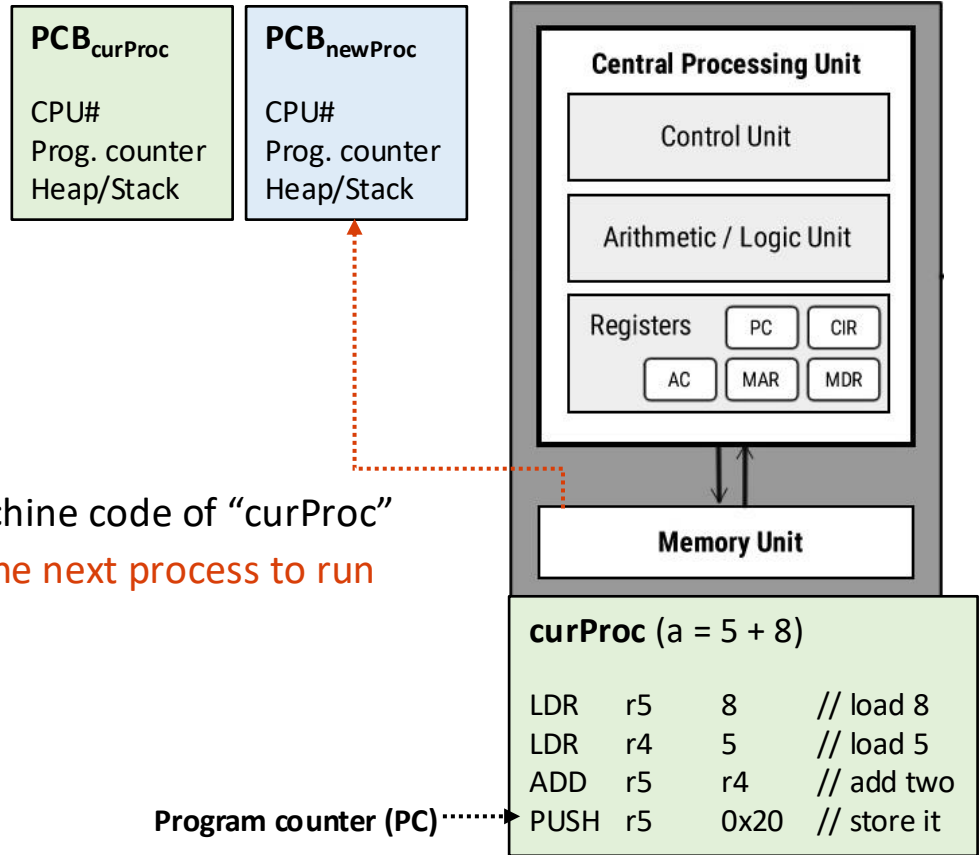 PCBcurProc
CPU#
Prog. counter
Heap/Stack
PCBnewProc
CPU#
Prog. counter
Heap/Stack
Central Processing Unit
Control Unit
Arithmetic / Logic Unit
Registers
PC
CIR
AC
MAR
MDR
Memory Unit
chine code of “curProc”
ne next process to run
curProc (a = 5 + 8)
LDR r5 8 // load 8
LDR r4 5 // load 5
ADD r5 r4 // add two
PUSH r5 0x20 // store it
Program counter (PC)